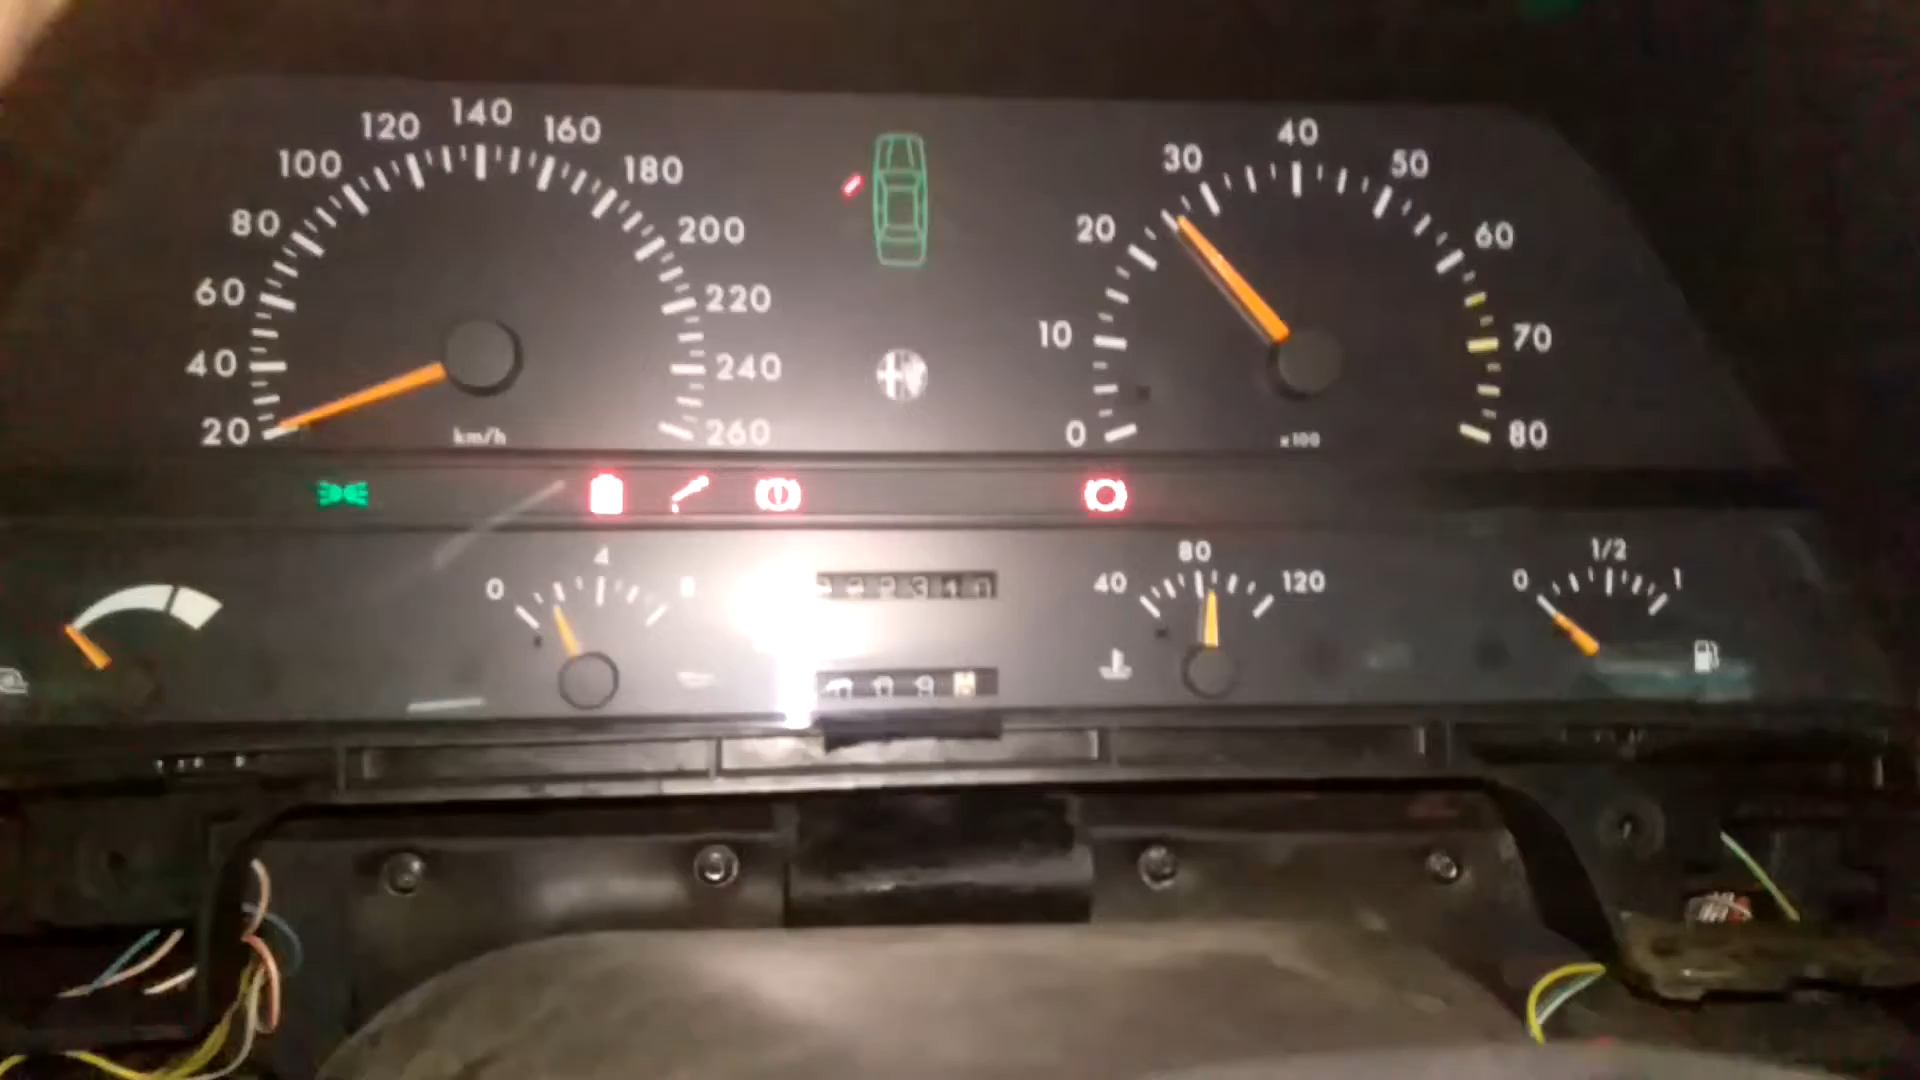 20 40 60 80 100 120 140 160 180 200 220 240 260
km/h
0 10 20 30 40 50 60 70 80
x100
0 4 8
40 80 120
0 1/2 1